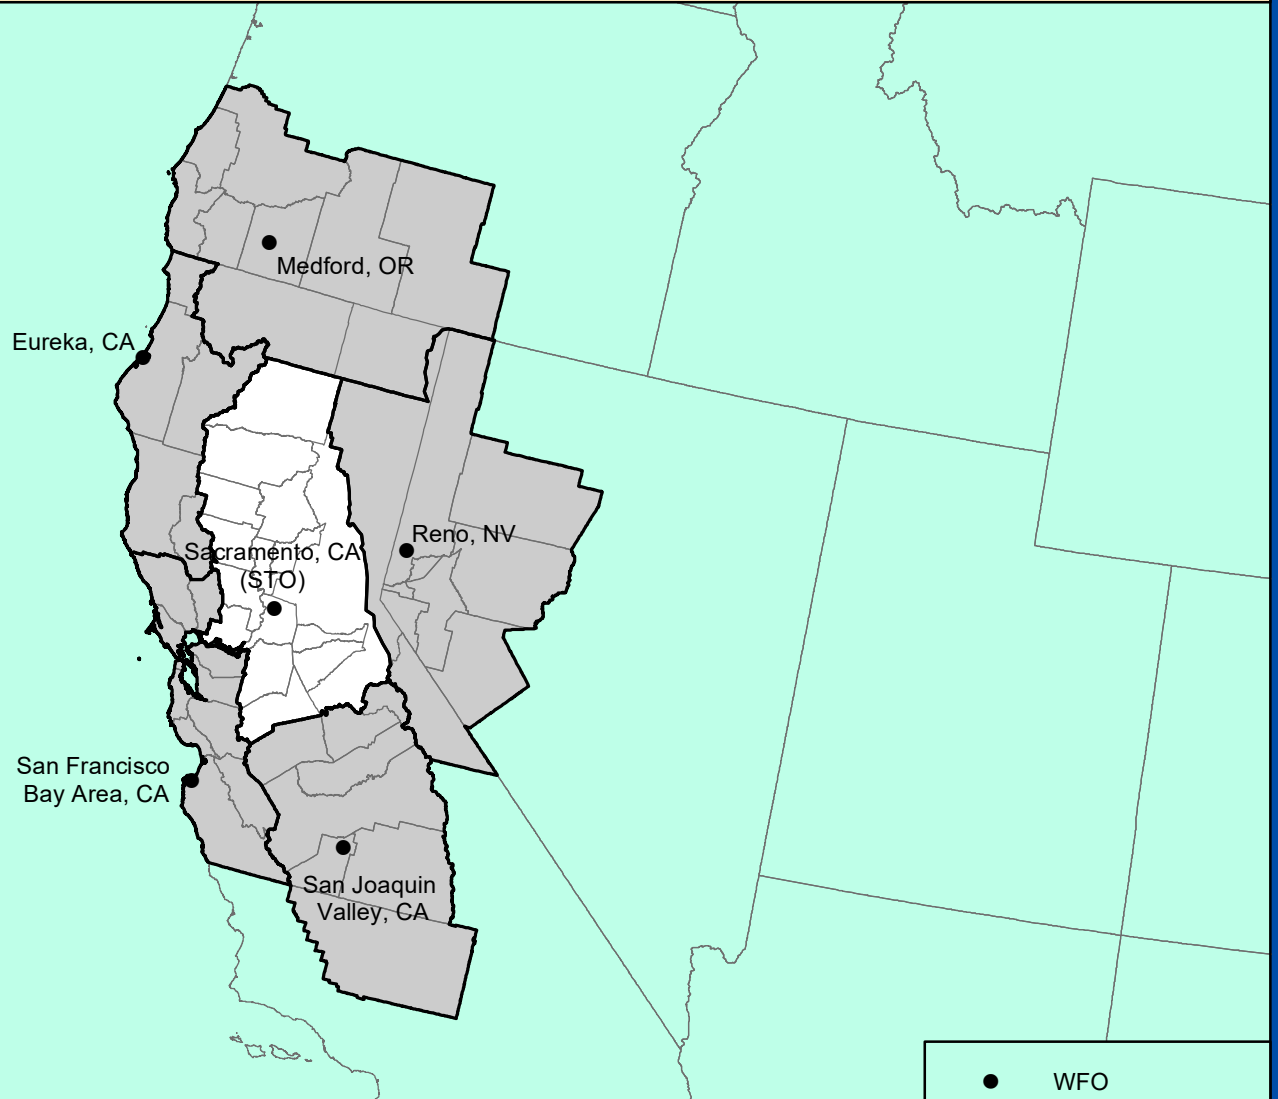 Medford, OR
Eureka, CA
Reno, NV
Sacramento, CA
(STO)
San Francisco
Bay Area, CA
San Joaquin
Valley, CA
WFO